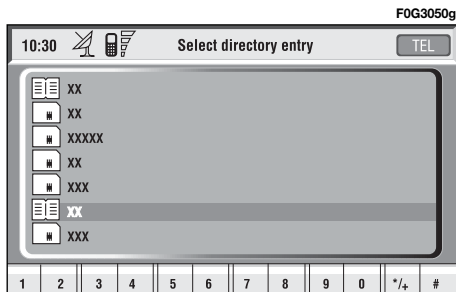 F0G3050g
10:30 Select directory entry TEL
xx
xx
xxxxx
xx
xxx
xx
xxx
1 2 3 4 5 6 7 8 9 0 */+ #